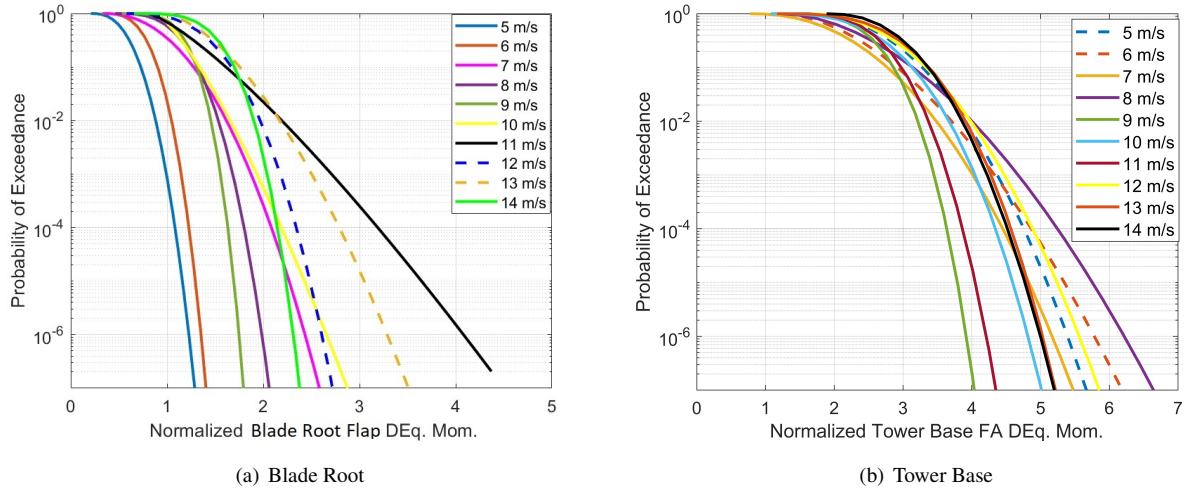 10^0
10^-2
10^-4
10^-6
Probability of Exceedance
0 1 2 3 4 5
Normalized Blade Root Flap DEq. Mom.
5 m/s
6 m/s
7 m/s
8 m/s
9 m/s
10 m/s
11 m/s
12 m/s
13 m/s
14 m/s
(a) Blade Root
10^0
10^-2
10^-4
10^-6
Probability of Exceedance
0 1 2 3 4 5 6 7
Normalized Tower Base FA DEq. Mom.
5 m/s
6 m/s
7 m/s
8 m/s
9 m/s
10 m/s
11 m/s
12 m/s
13 m/s
14 m/s
(b) Tower Base